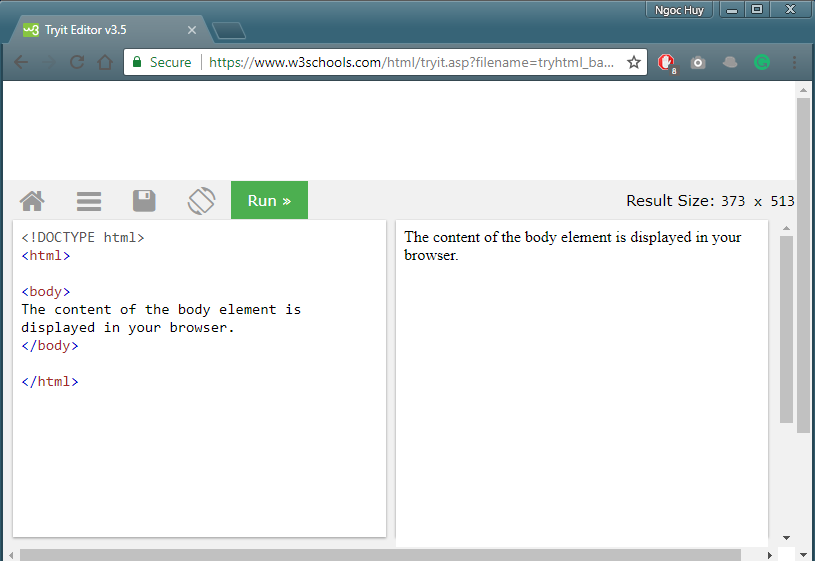 Ngoc Huy
Tryit Editor v3.5
Secure https://www.w3schools.com/html/tryit.asp?filename=tryhtml_ba...
8
Run »
Result Size: 373 x 513
<!DOCTYPE html>
<html>
<body>
The content of the body element is
displayed in your browser.
</body>
</html>
The content of the body element is displayed in your
browser.